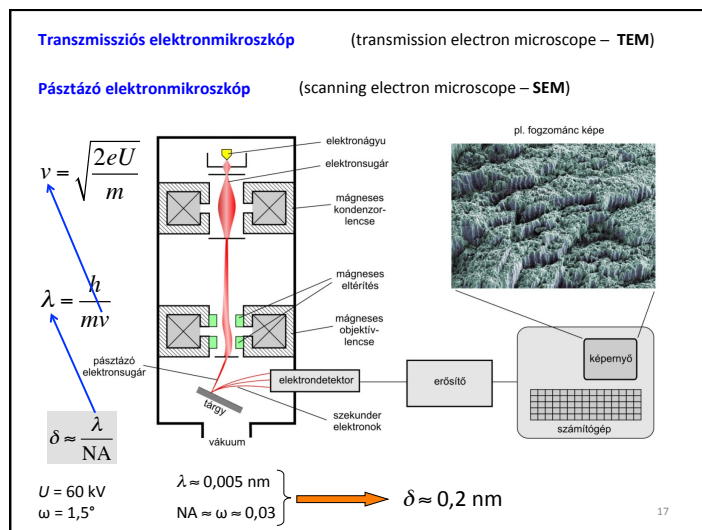 Transzmissziós elektronmikroszkóp (transmission electron microscope – TEM)
Pásztázó elektronmikroszkóp (scanning electron microscope – SEM)
elektronágyu
elektronsugár
mágneses
kondenzor-
lencse
mágneses
eltérítés
mágneses
objektív-
lencse
pásztázó
elektronsugár
tárgy
szekunder
elektronok
vákuum
elektrondetektor
erősítő
képernyő
számítógép
pl. fogzománc képe
v = √(2eU/m)
λ = h/mv
δ ≈ λ/NA
U = 60 kV
ω = 1,5°
λ ≈ 0,005 nm
NA ≈ ω ≈ 0,03
δ ≈ 0,2 nm
17